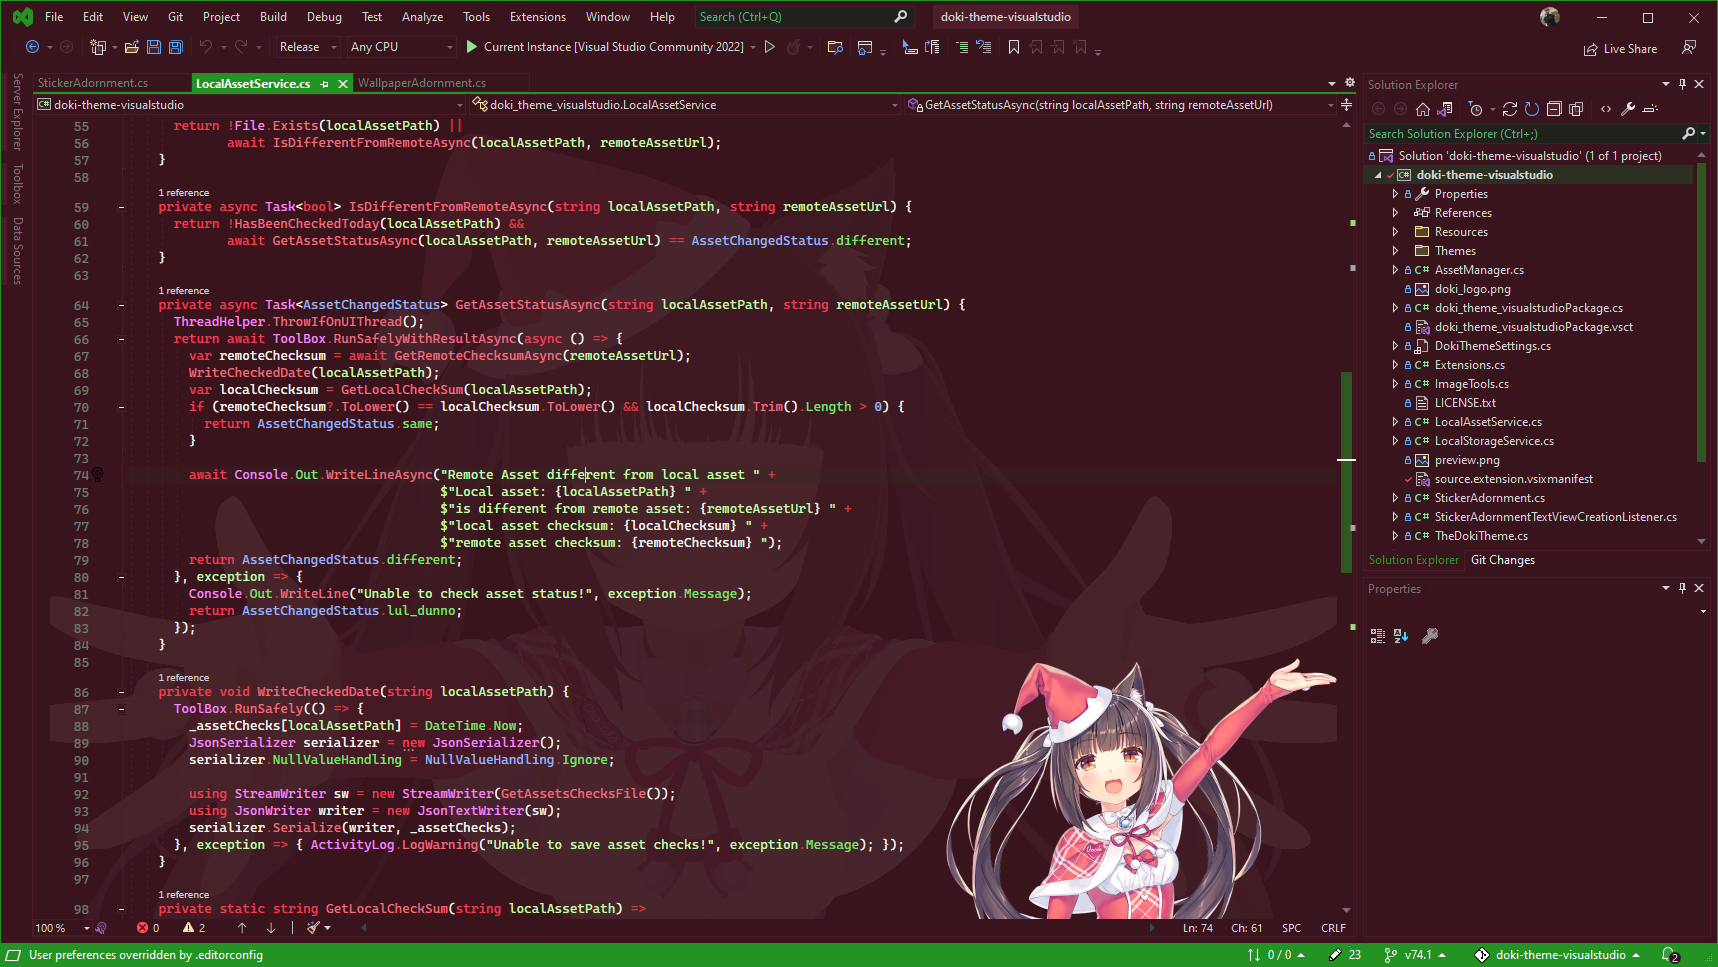 File Edit View Git Project Build Debug Test Analyze Tools Extensions Window Help Search (Ctrl+Q) doki-theme-visualstudio
Release Any CPU Current Instance [Visual Studio Community 2022] Live Share
Server Explorer
Toolbox
Data Sources
StickerAdornment.cs LocalAssetService.cs WallpaperAdornment.cs
doki-theme-visualstudio doki_theme_visualstudio.LocalAssetService GetAssetStatusAsync(string localAssetPath, string remoteAssetUrl)
55 return !File.Exists(localAssetPath) ||
56 await IsDifferentFromRemoteAsync(localAssetPath, remoteAssetUrl);
57 }
58
1 reference
59 private async Task<bool> IsDifferentFromRemoteAsync(string localAssetPath, string remoteAssetUrl) {
60 return !HasBeenCheckedToday(localAssetPath) &&
61 await GetAssetStatusAsync(localAssetPath, remoteAssetUrl) == AssetChangedStatus.different;
62 }
63
1 reference
64 private async Task<AssetChangedStatus> GetAssetStatusAsync(string localAssetPath, string remoteAssetUrl) {
65 ThreadHelper.ThrowIfOnUIThread();
66 return await ToolBox.RunSafelyWithResultAsync(async () => {
67 var remoteChecksum = await GetRemoteChecksumAsync(remoteAssetUrl);
68 WriteCheckedDate(localAssetPath);
69 var localChecksum = GetLocalCheckSum(localAssetPath);
70 if (remoteChecksum?.ToLower() == localChecksum.ToLower() && localChecksum.Trim().Length > 0) {
71 return AssetChangedStatus.same;
72 }
73
74 await Console.Out.WriteLineAsync("Remote Asset different from local asset " +
75 $"Local asset: {localAssetPath} " +
76 $"is different from remote asset: {remoteAssetUrl} " +
77 $"local asset checksum: {localChecksum} " +
78 $"remote asset checksum: {remoteChecksum} ");
79 return AssetChangedStatus.different;
80 }, exception => {
81 Console.Out.WriteLine("Unable to check asset status!", exception.Message);
82 return AssetChangedStatus.lul_dunno;
83 });
84 }
85
1 reference
86 private void WriteCheckedDate(string localAssetPath) {
87 ToolBox.RunSafely(() => {
88 _assetChecks[localAssetPath] = DateTime.Now;
89 JsonSerializer serializer = new JsonSerializer();
90 serializer.NullValueHandling = NullValueHandling.Ignore;
91
92 using StreamWriter sw = new StreamWriter(GetAssetsChecksFile());
93 using JsonWriter writer = new JsonTextWriter(sw);
94 serializer.Serialize(writer, _assetChecks);
95 }, exception => { ActivityLog.LogWarning("Unable to save asset checks!", exception.Message); });
96 }
97
1 reference
98 private static string GetLocalCheckSum(string localAssetPath) =>
100 % 0 2 Ln: 74 Ch: 61 SPC CRLF
Solution Explorer
Search Solution Explorer (Ctrl+;)
Solution 'doki-theme-visualstudio' (1 of 1 project)
C# doki-theme-visualstudio
Properties
References
Resources
Themes
C# AssetManager.cs
doki_logo.png
C# doki_theme_visualstudioPackage.cs
doki_theme_visualstudioPackage.vsct
DokiThemeSettings.cs
C# Extensions.cs
C# ImageTools.cs
LICENSE.txt
C# LocalAssetService.cs
C# LocalStorageService.cs
preview.png
source.extension.vsixmanifest
C# StickerAdornment.cs
C# StickerAdornmentTextViewCreationListener.cs
C# TheDokiTheme.cs
Solution Explorer Git Changes
Properties
User preferences overridden by .editorconfig 0 / 0 23 v74.1 doki-theme-visualstudio 2